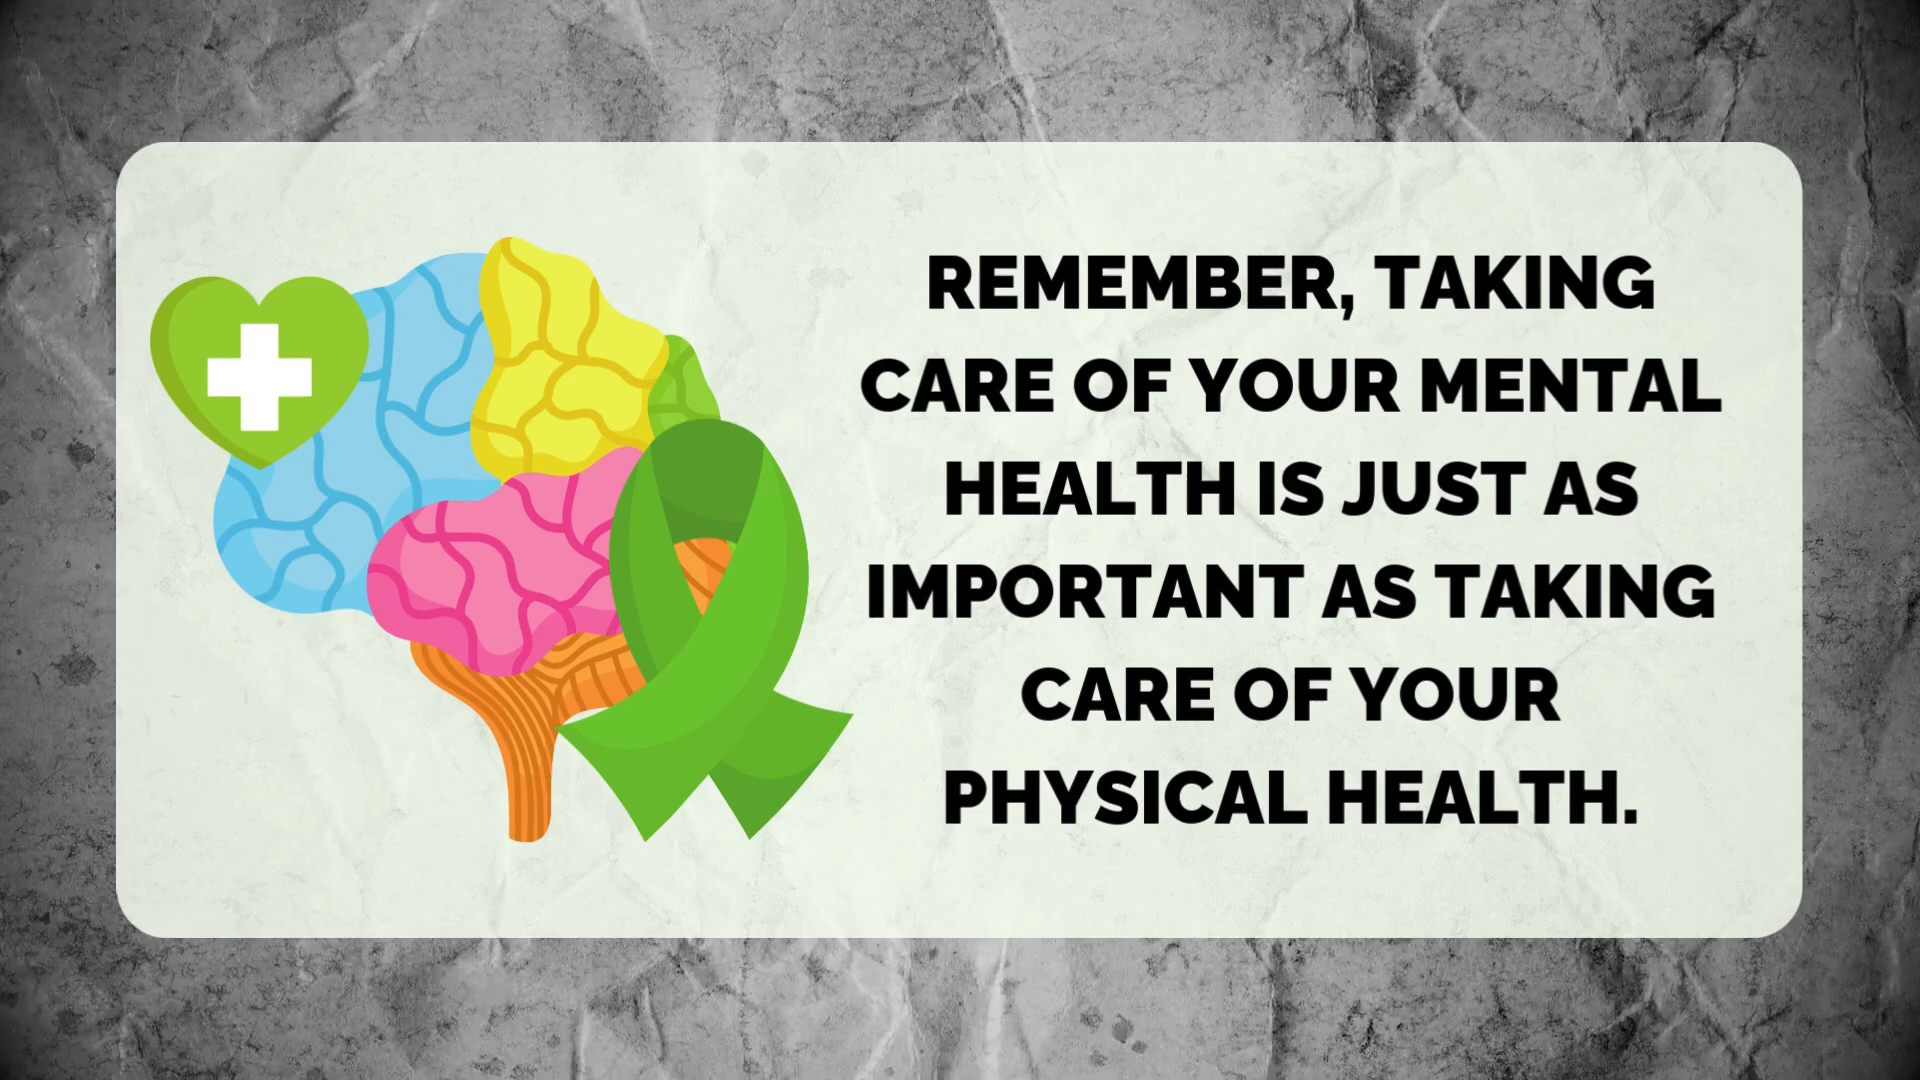 REMEMBER, TAKING
CARE OF YOUR MENTAL
HEALTH IS JUST AS
IMPORTANT AS TAKING
CARE OF YOUR
PHYSICAL HEALTH.